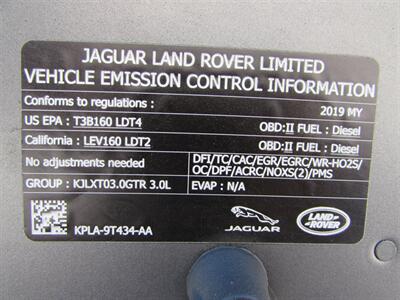 JAGUAR LAND ROVER LIMITED
VEHICLE EMISSION CONTROL INFORMATION
Conforms to regulations : 2019 MY
US EPA : T3B160 LDT4 OBD:II FUEL : Diesel
California : LEV160 LDT2 OBD:II FUEL : Diesel
No adjustments needed DFI/TC/CAC/EGR/EGRC/WR-HO2S/
OC/DPF/ACRC/NOXS(2)/PMS
GROUP : KJLXT03.0GTR 3.0L EVAP : N/A
KPLA-9T434-AA JAGUAR LAND ROVER